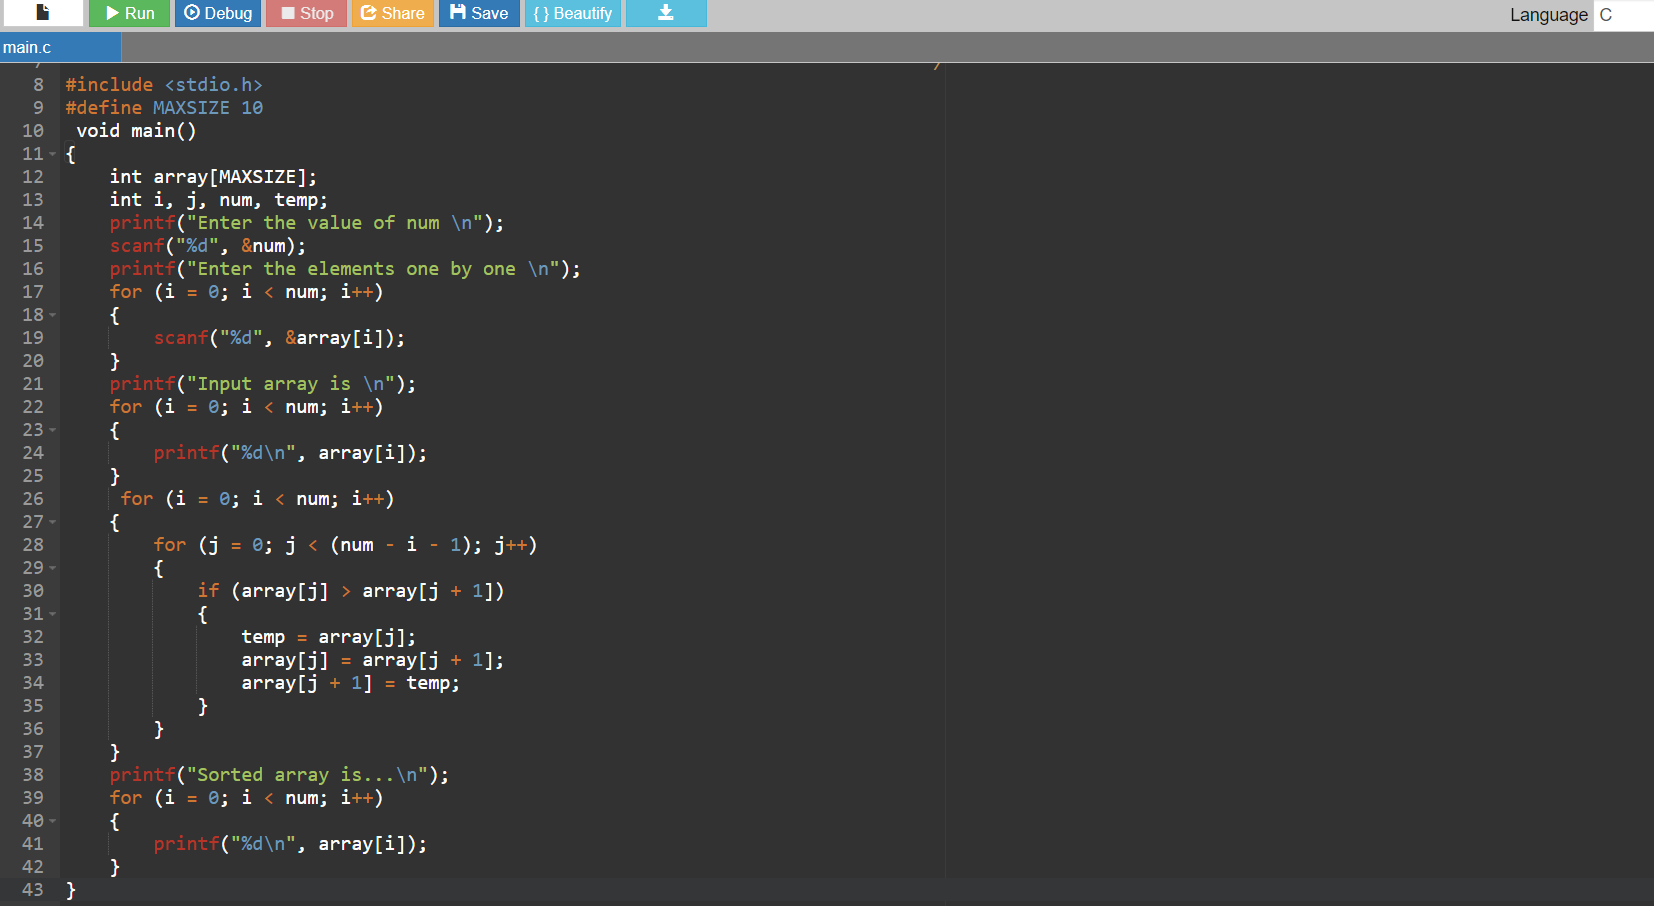 Run Debug Stop Share Save { } Beautify Language C
main.c
8 #include <stdio.h>
9 #define MAXSIZE 10
10  void main()
11 {
12     int array[MAXSIZE];
13     int i, j, num, temp;
14     printf("Enter the value of num \n");
15     scanf("%d", &num);
16     printf("Enter the elements one by one \n");
17     for (i = 0; i < num; i++)
18     {
19         scanf("%d", &array[i]);
20     }
21     printf("Input array is \n");
22     for (i = 0; i < num; i++)
23     {
24         printf("%d\n", array[i]);
25     }
26      for (i = 0; i < num; i++)
27     {
28         for (j = 0; j < (num - i - 1); j++)
29         {
30             if (array[j] > array[j + 1])
31             {
32                 temp = array[j];
33                 array[j] = array[j + 1];
34                 array[j + 1] = temp;
35             }
36         }
37     }
38     printf("Sorted array is...\n");
39     for (i = 0; i < num; i++)
40     {
41         printf("%d\n", array[i]);
42     }
43 }